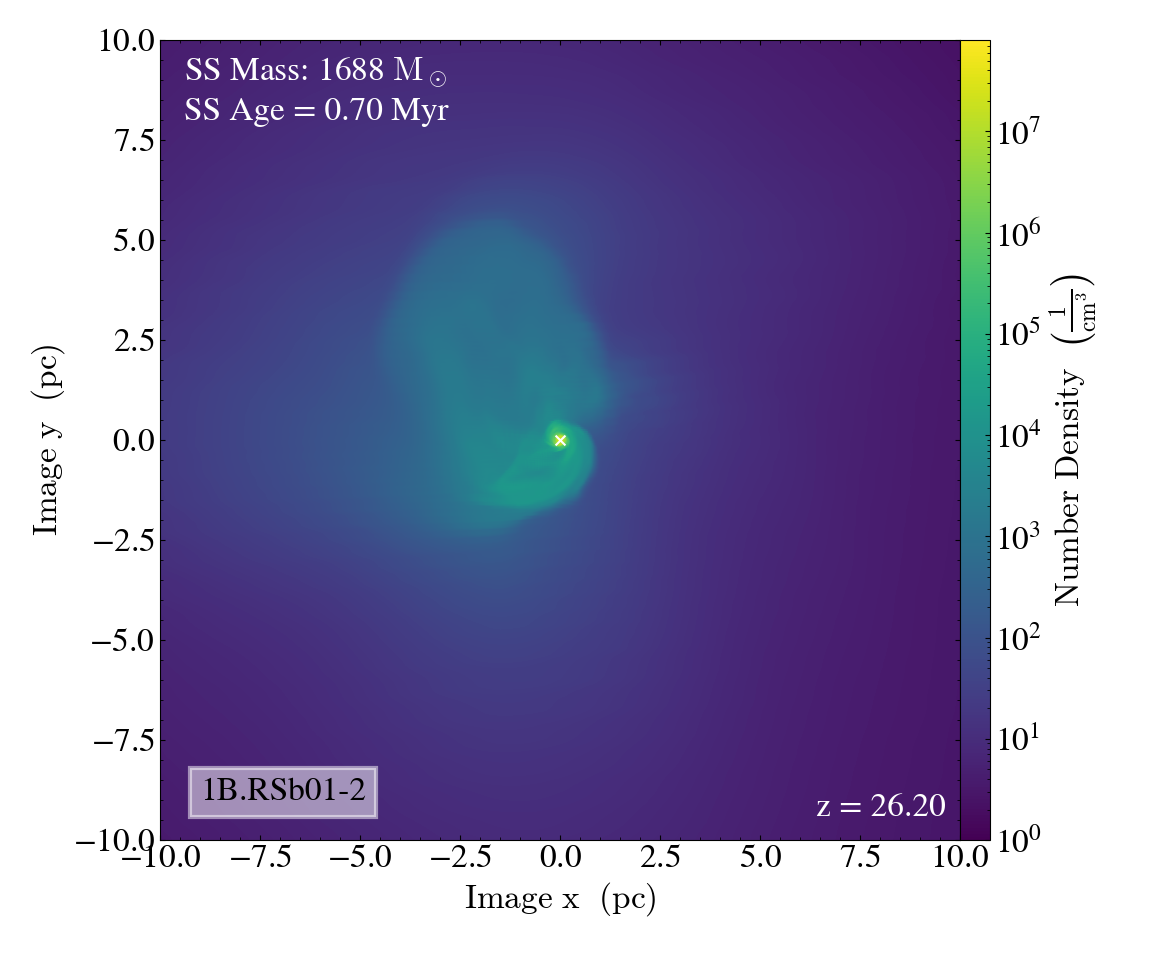 SS Mass: 1688 M⊙
SS Age = 0.70 Myr
1B.RSb01-2
z = 26.20
10.0
7.5
5.0
2.5
0.0
−2.5
−5.0
−7.5
−10.0
Image y (pc)
−10.0 −7.5 −5.0 −2.5 0.0 2.5 5.0 7.5 10.0
Image x (pc)
10⁷
10⁶
10⁵
10⁴
10³
10²
10¹
10⁰
Number Density (1/cm³)